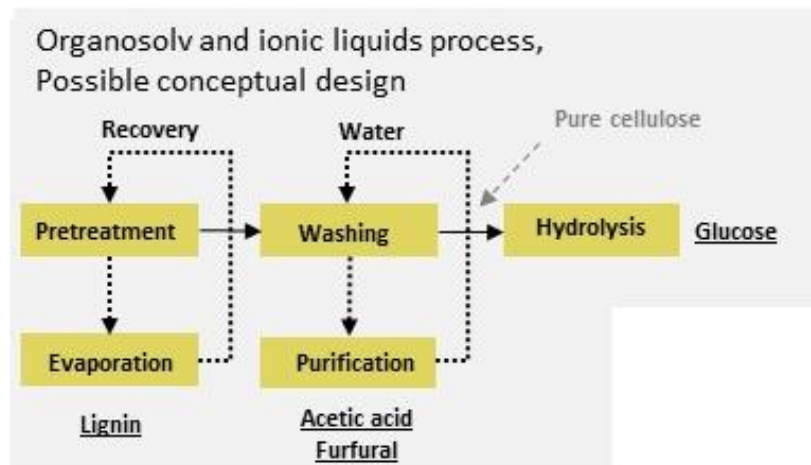 Organosolv and ionic liquids process,
Possible conceptual design
Recovery
Water
Pure cellulose
Pretreatment
Washing
Hydrolysis
Glucose
Evaporation
Purification
Lignin
Acetic acid
Furfural